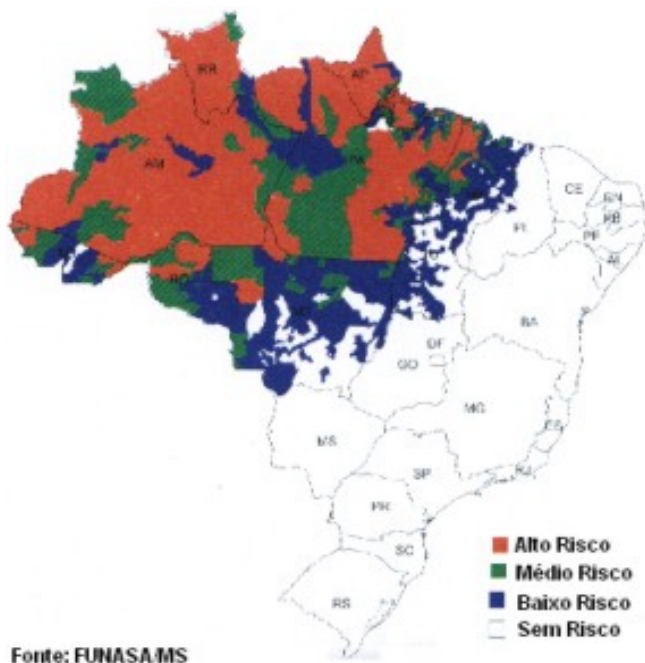 RR
AP
AM
PA
CE
RN
PB
PI
PE
AL
RO
BA
DF
GO
MG
ES
MS
SP
RJ
PR
SC
RS
Alto Risco
Médio Risco
Baixo Risco
Sem Risco
Fonte: FUNASA/MS